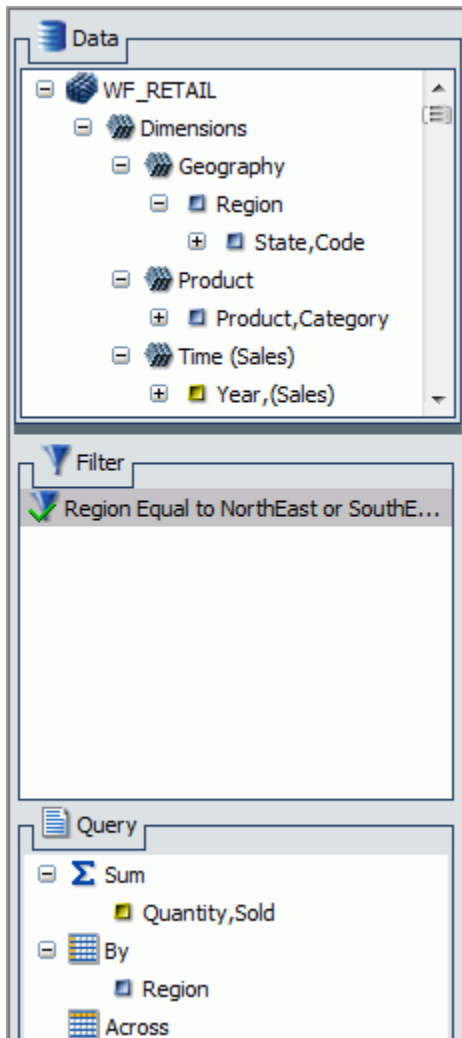 Data
WF_RETAIL
Dimensions
Geography
Region
State,Code
Product
Product,Category
Time (Sales)
Year,(Sales)
Filter
Region Equal to NorthEast or SouthE...
Query
Sum
Quantity,Sold
By
Region
Across